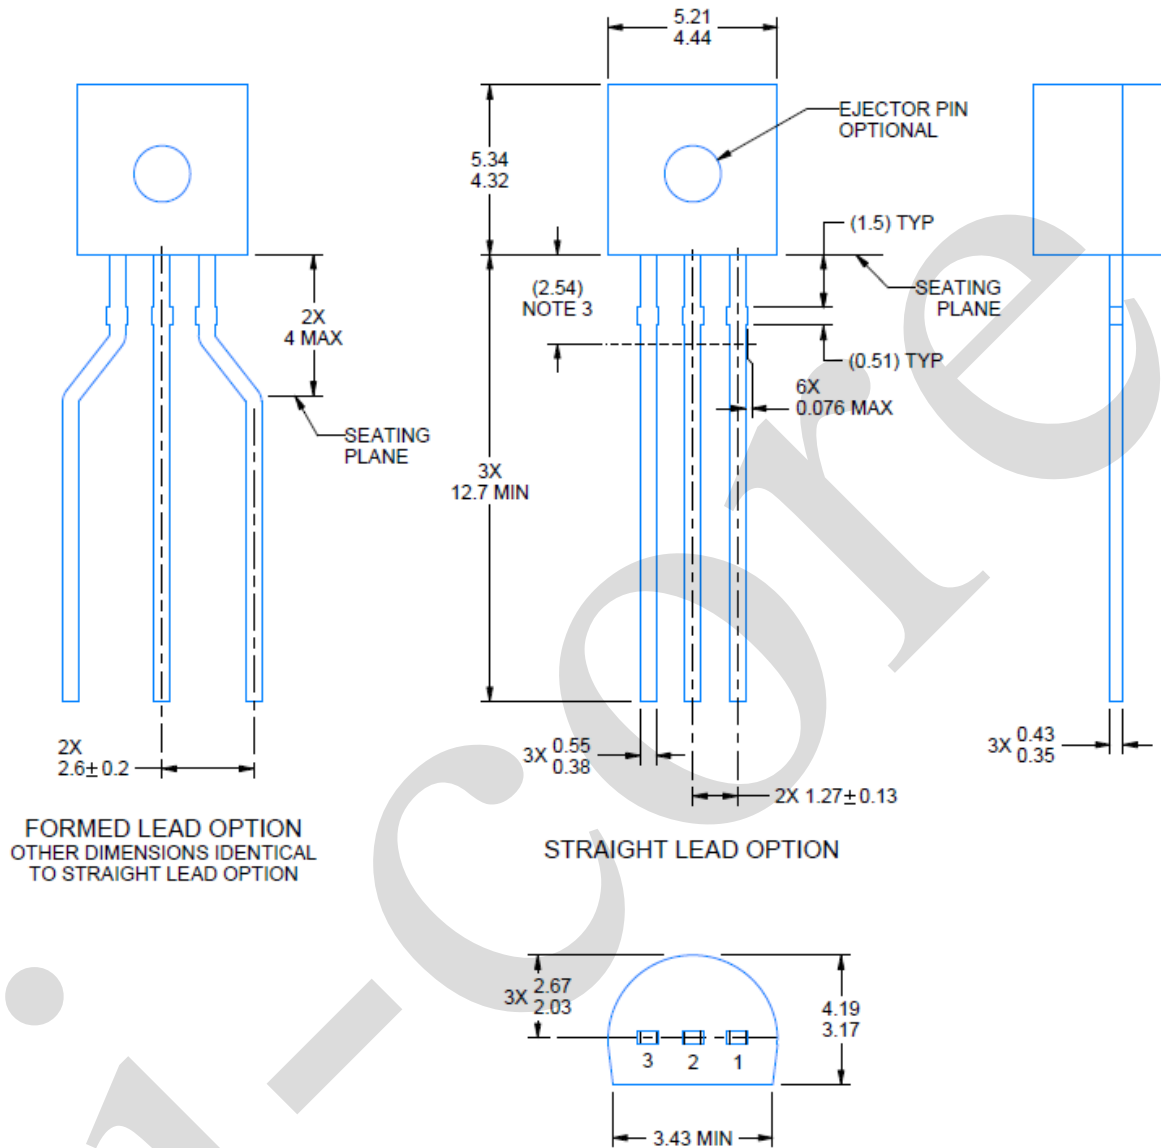 5.21
4.44
EJECTOR PIN
OPTIONAL
5.34
4.32
(1.5) TYP
(2.54)
NOTE 3
SEATING
PLANE
2X
4 MAX
(0.51) TYP
6X
0.076 MAX
SEATING
PLANE
3X
12.7 MIN
2X
2.6±0.2
3X 0.55
0.38
3X 0.43
0.35
2X 1.27±0.13
FORMED LEAD OPTION
OTHER DIMENSIONS IDENTICAL
TO STRAIGHT LEAD OPTION
STRAIGHT LEAD OPTION
3X 2.67
2.03
4.19
3.17
3 2 1
3.43 MIN
i-core